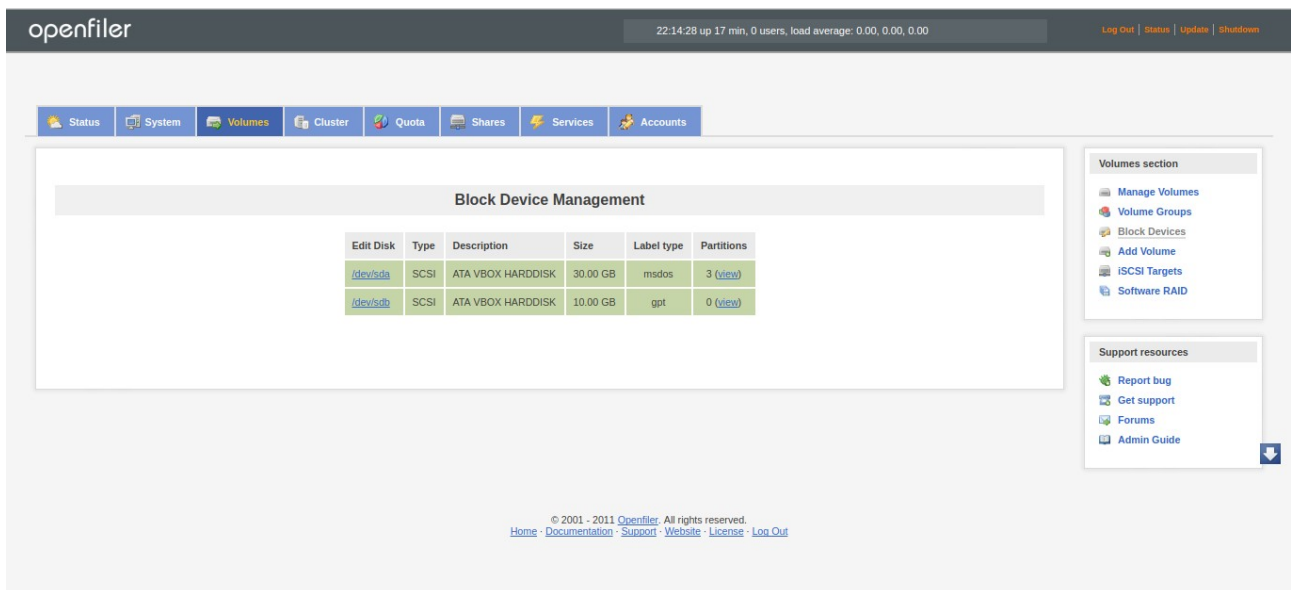 openfiler
22:14:28 up 17 min, 0 users, load average: 0.00, 0.00, 0.00
Log Out | Status | Update | Shutdown
Status System Volumes Cluster Quota Shares Services Accounts
Block Device Management
Edit Disk Type Description Size Label type Partitions
/dev/sda SCSI ATA VBOX HARDDISK 30.00 GB msdos 3 (view)
/dev/sdb SCSI ATA VBOX HARDDISK 10.00 GB gpt 0 (view)
Volumes section
Manage Volumes
Volume Groups
Block Devices
Add Volume
iSCSI Targets
Software RAID
Support resources
Report bug
Get support
Forums
Admin Guide
© 2001 - 2011 Openfiler. All rights reserved.
Home · Documentation · Support · Website · License · Log Out